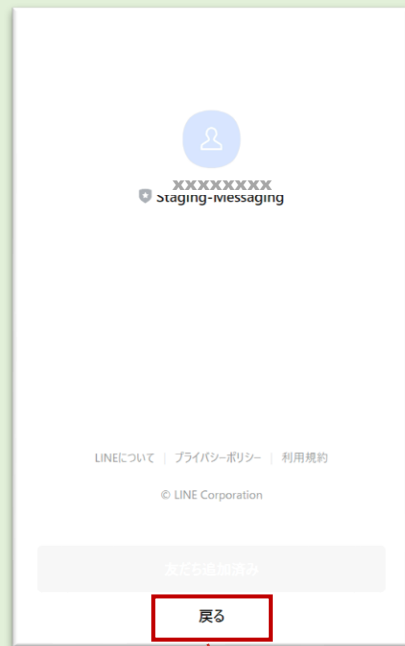 xxxxxxxx
Staging-Messaging
LINEについて | プライバシーポリシー | 利用規約
© LINE Corporation
友だち追加済み
戻る